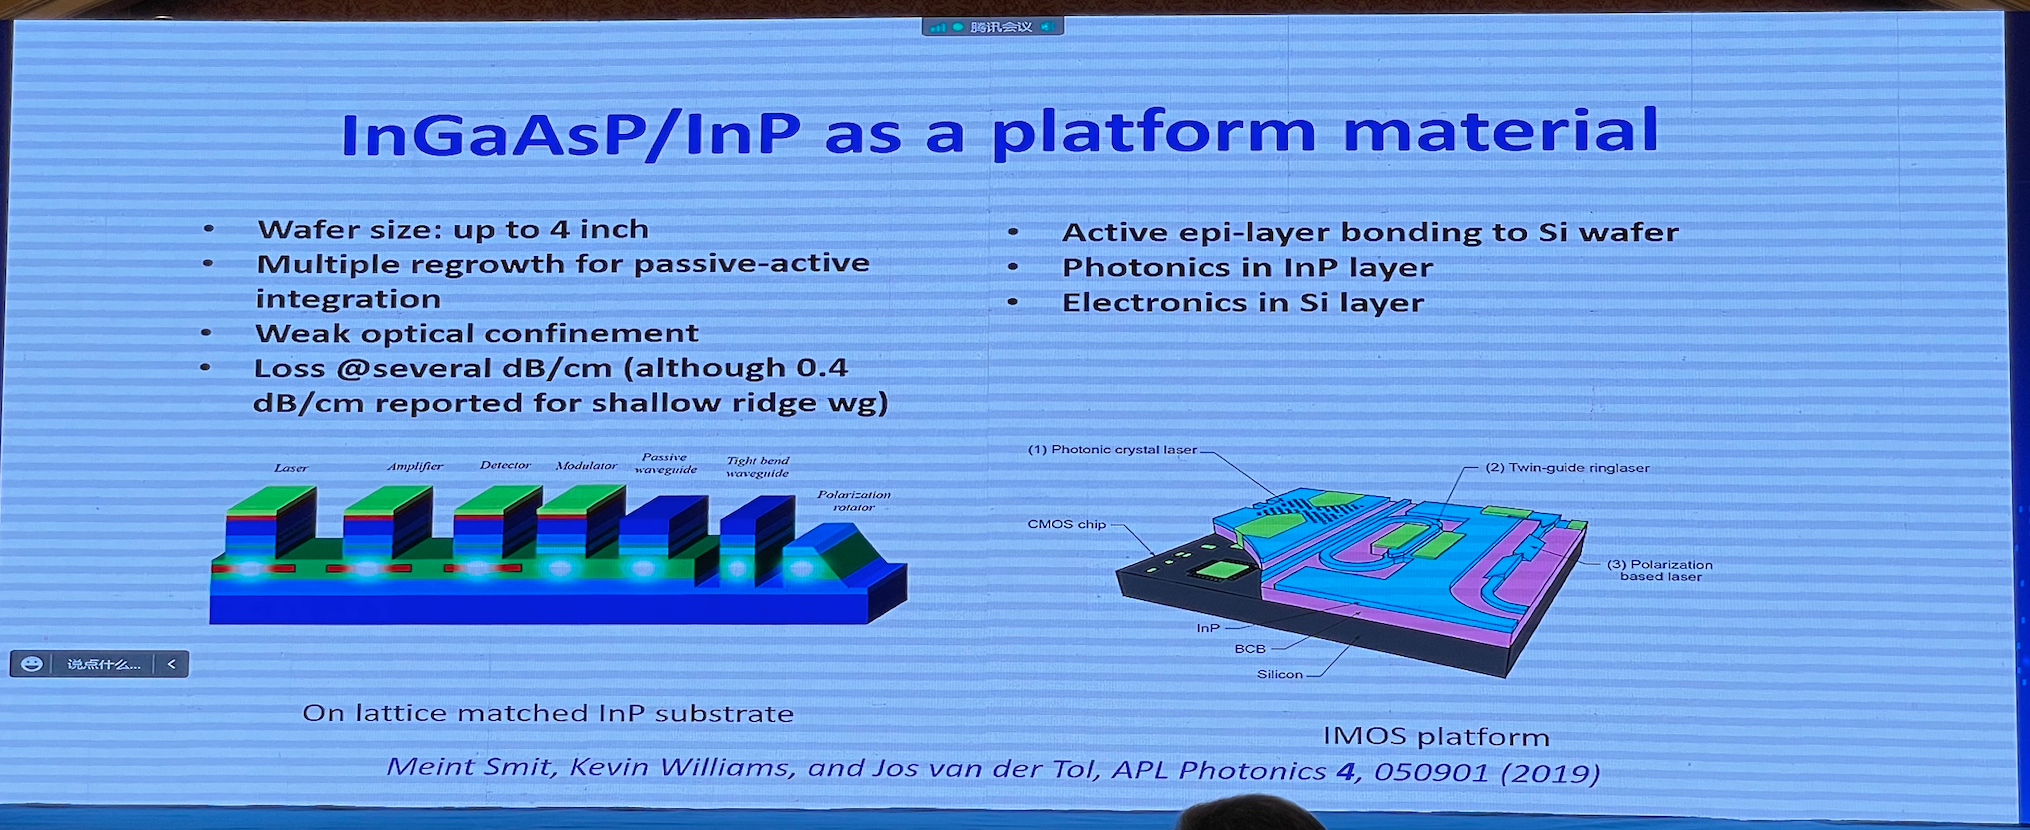 腾讯会议
InGaAsP/InP as a platform material
• Wafer size: up to 4 inch
• Multiple regrowth for passive-active
integration
• Weak optical confinement
• Loss @several dB/cm (although 0.4
dB/cm reported for shallow ridge wg)
• Active epi-layer bonding to Si wafer
• Photonics in InP layer
• Electronics in Si layer
Laser
Amplifier
Detector
Modulator
Passive
waveguide
Tight bend
waveguide
Polarization
rotator
(1) Photonic crystal laser
(2) Twin-guide ringlaser
CMOS chip
(3) Polarization
based laser
InP
BCB
Silicon
说点什么...
On lattice matched InP substrate
IMOS platform
Meint Smit, Kevin Williams, and Jos van der Tol, APL Photonics 4, 050901 (2019)